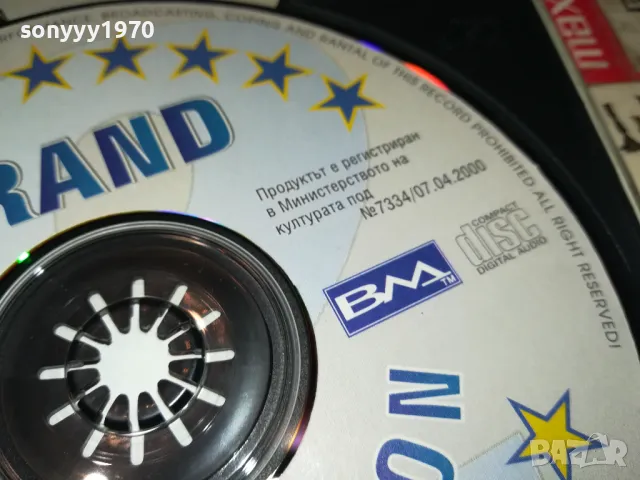 sonyyy1970
BROADCASTING, COPING AND RANTAL OF THIS RECORD PROHIBITED ALL RIGHT RESERVED!
RAND
Продуктът е регистриран
в Министерството на
културата под
№7334/07.04.2000
COMPACT
disc
DIGITAL AUDIO
BM TM
ON
maxell
BAZAR